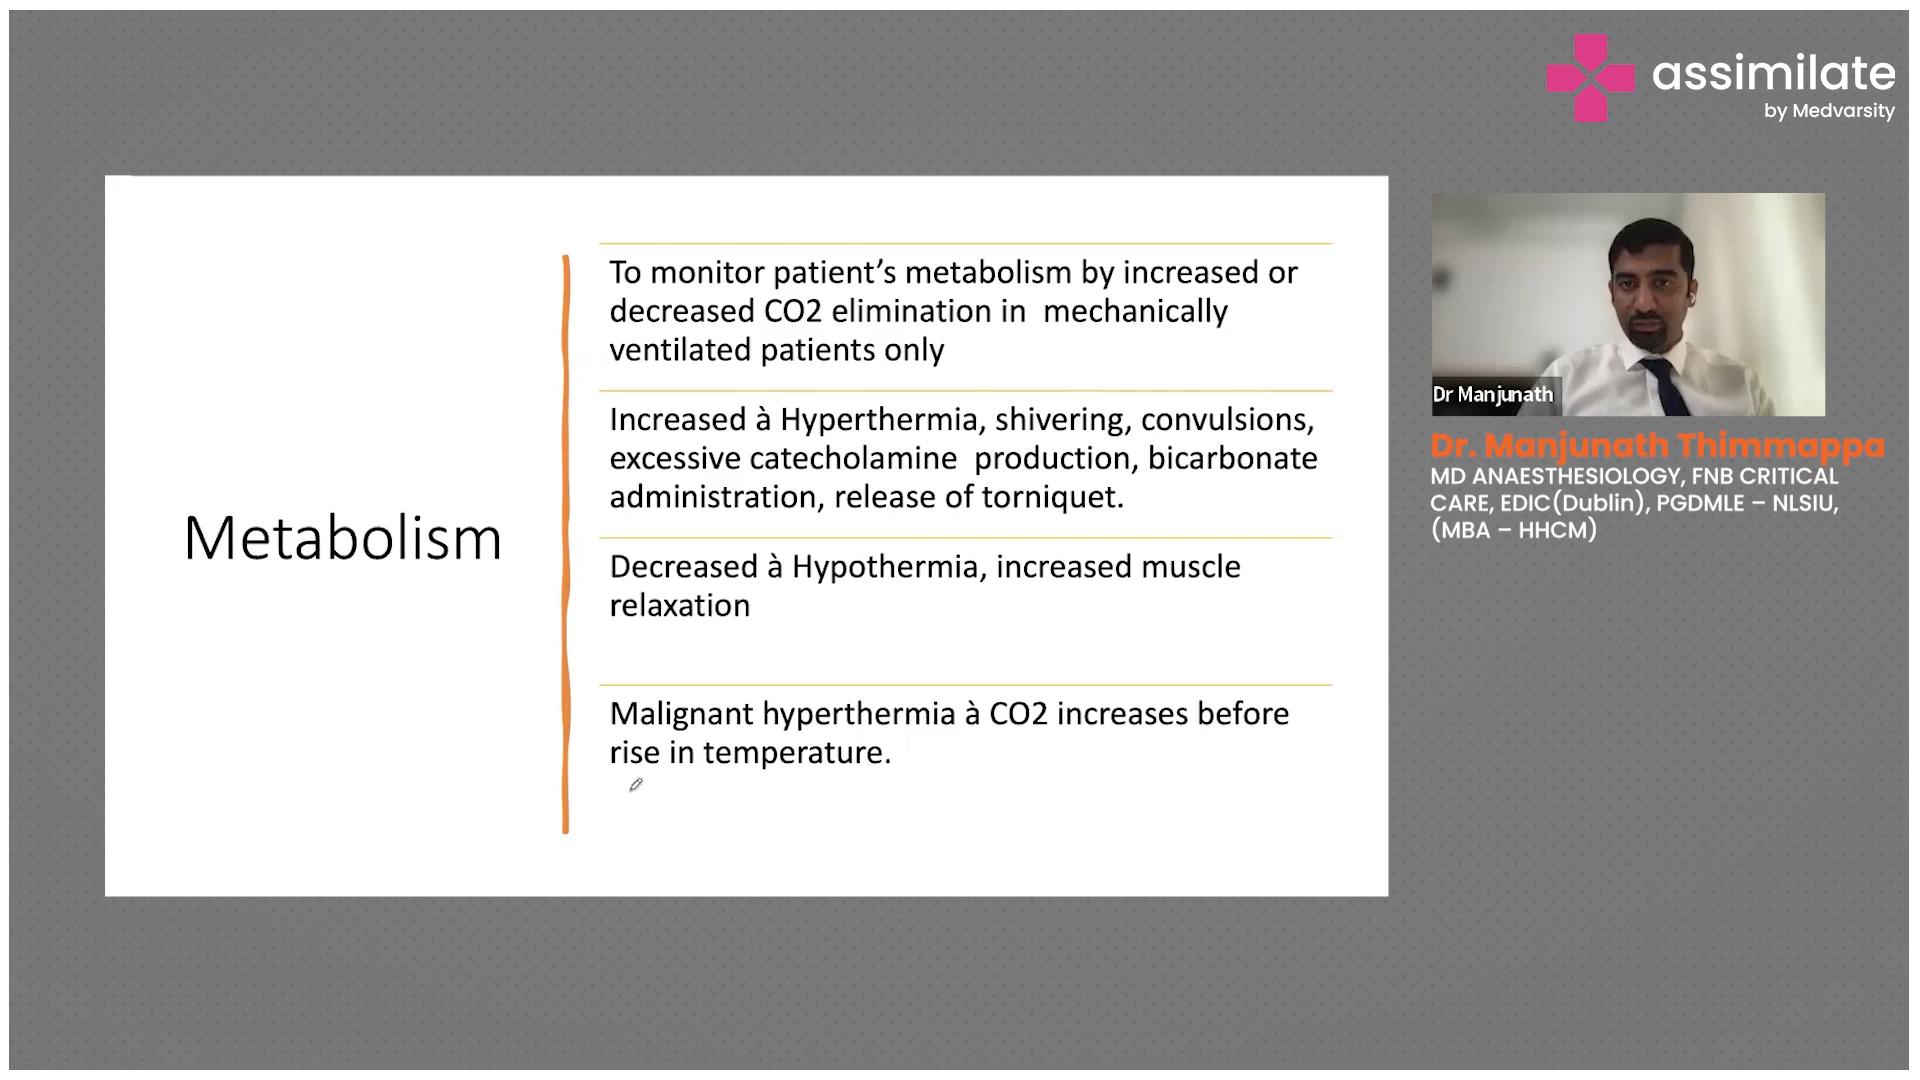 assimilate
by Medvarsity
Metabolism
To monitor patient’s metabolism by increased or
decreased CO2 elimination in  mechanically
ventilated patients only
Increased à Hyperthermia, shivering, convulsions,
excessive catecholamine  production, bicarbonate
administration, release of torniquet.
Decreased à Hypothermia, increased muscle
relaxation
Malignant hyperthermia à CO2 increases before
rise in temperature.
Dr Manjunath
Dr. Manjunath Thimmappa
MD ANAESTHESIOLOGY, FNB CRITICAL
CARE, EDIC(Dublin), PGDMLE – NLSIU,
(MBA – HHCM)